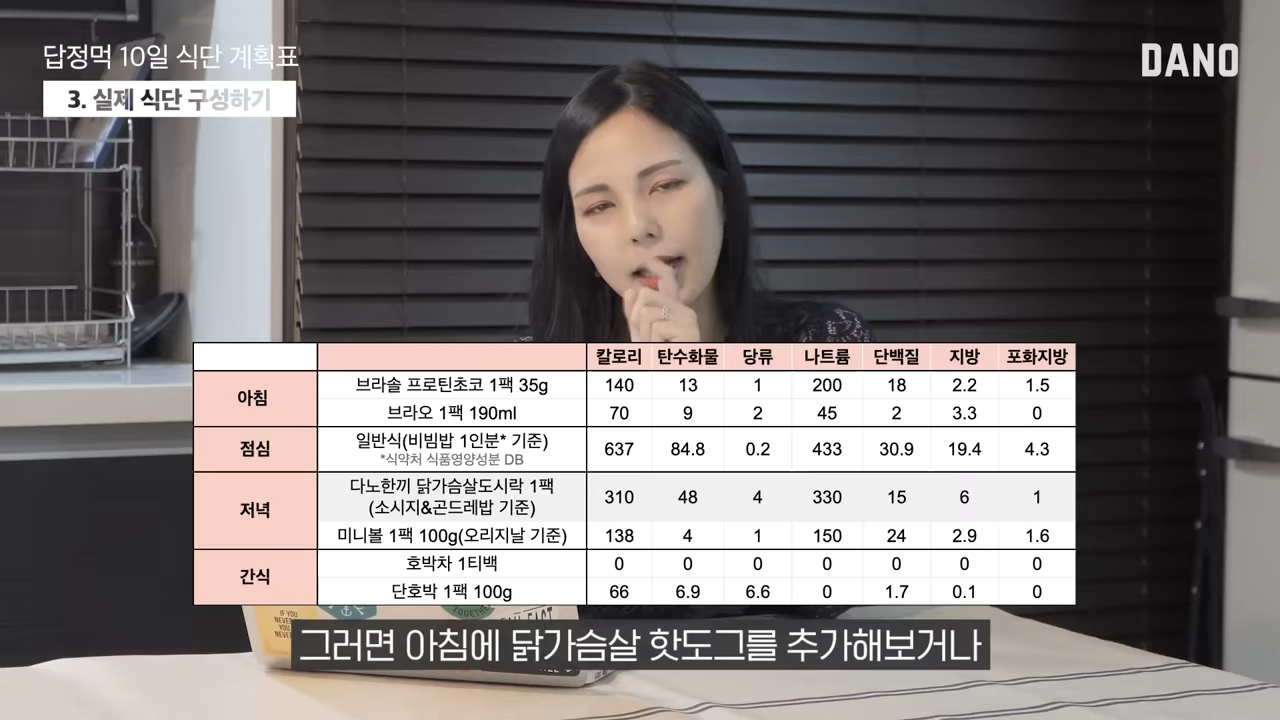 답정먹 10일 식단 계획표
DANO
3. 실제 식단 구성하기
칼로리 탄수화물 당류 나트륨 단백질 지방 포화지방
아침
브라솔 프로틴초코 1팩 35g 140 13 1 200 18 2.2 1.5
브라오 1팩 190ml 70 9 2 45 2 3.3 0
점심
일반식(비빔밥 1인분* 기준) 637 84.8 0.2 433 30.9 19.4 4.3
*식약처 식품영양성분 DB
저녁
다노한끼 닭가슴살도시락 1팩
(소시지&곤드레밥 기준) 310 48 4 330 15 6 1
미니볼 1팩 100g(오리지날 기준) 138 4 1 150 24 2.9 1.6
간식
호박차 1티백 0 0 0 0 0 0 0
단호박 1팩 100g 66 6.9 6.6 0 1.7 0.1 0
IF YOU
NEVER
YOU
NEVE
그러면 아침에 닭가슴살 핫도그를 추가해보거나